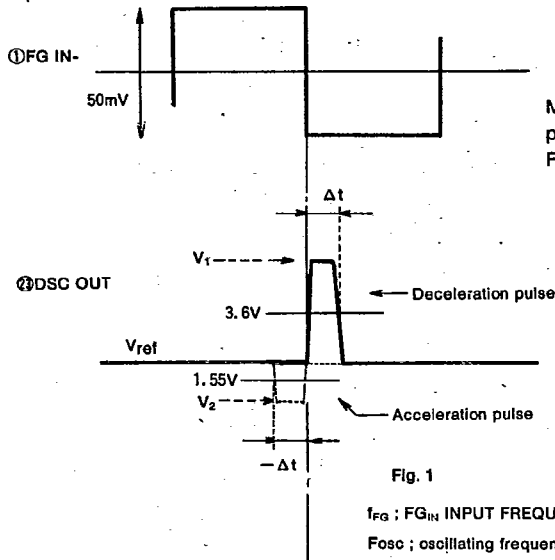 ①FG IN-
50mV
M
p
F
Δt
V1
㉓DSC OUT
Deceleration pulse
3.6V
Vref
1.55V
V2
Acceleration pulse
-Δt
Fig. 1
fFG ; FGIN INPUT FREQU
Fosc ; oscillating frequen